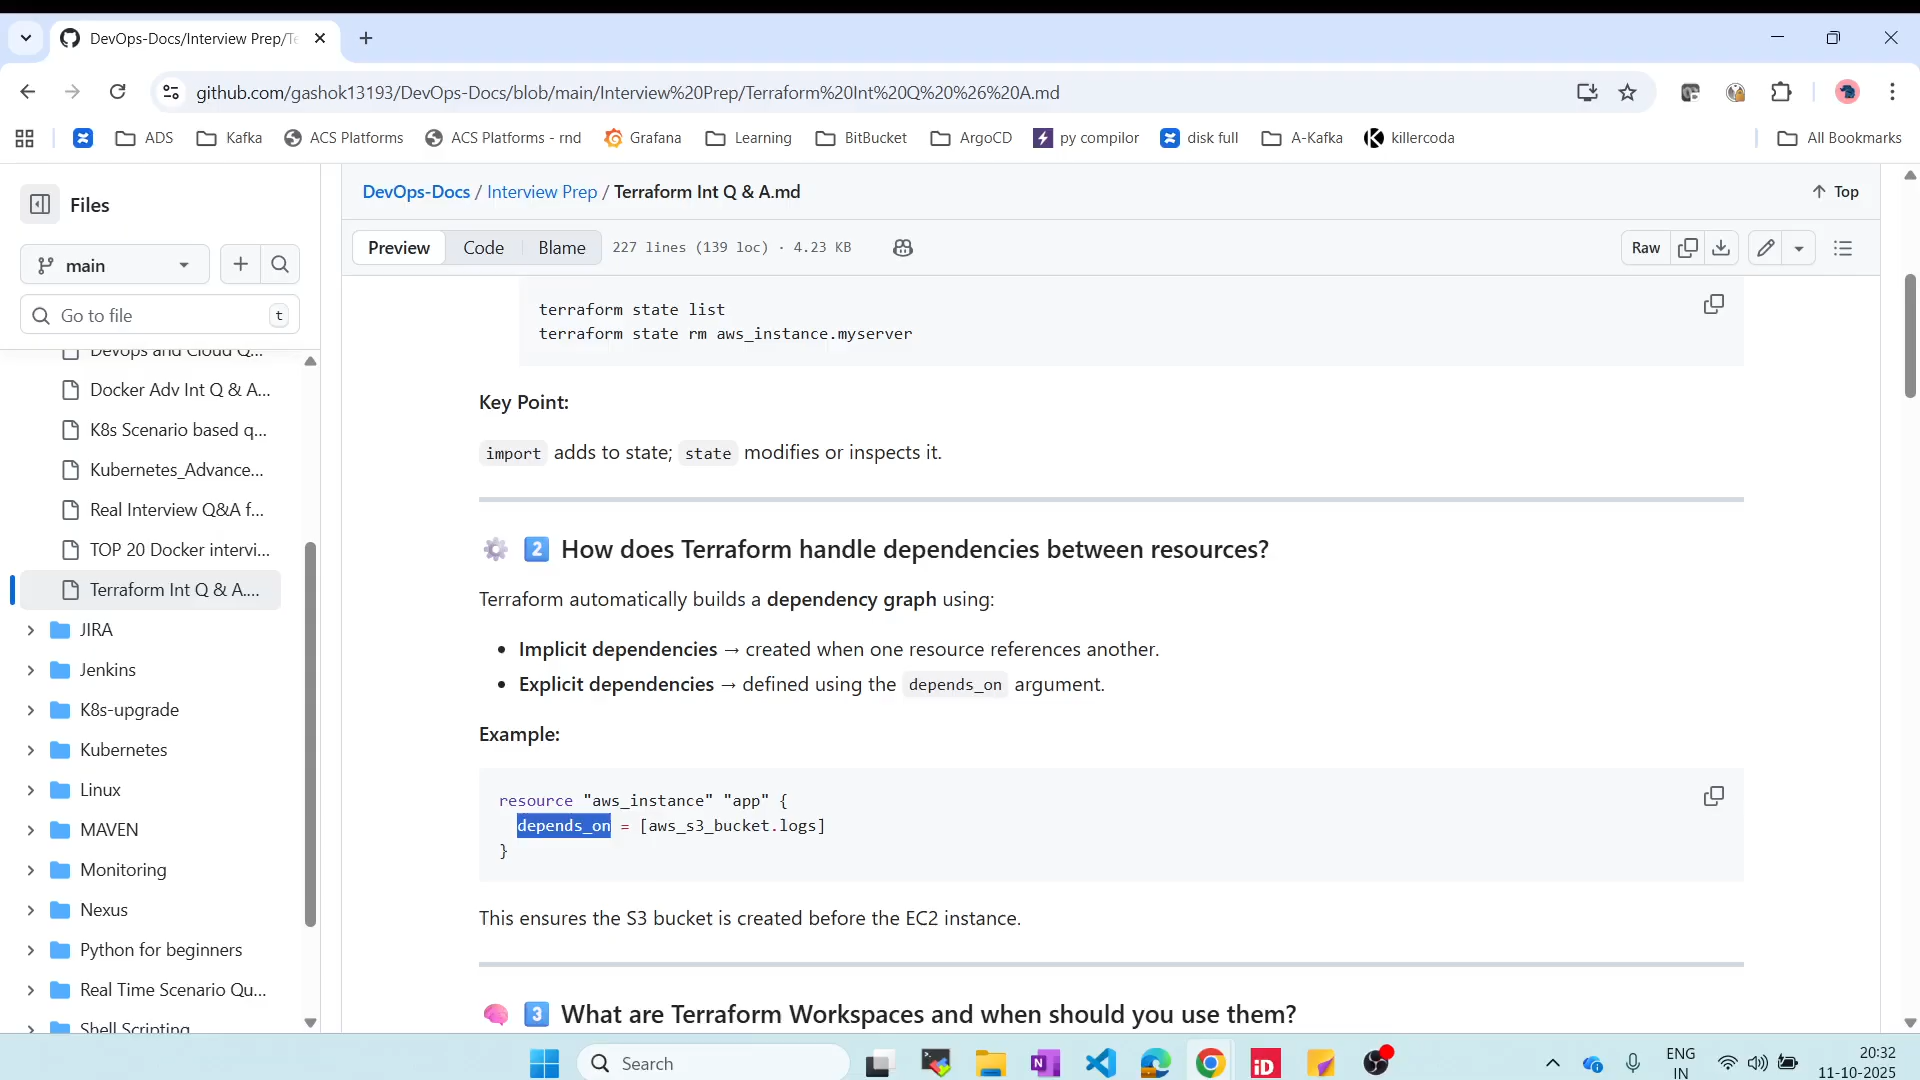 DevOps-Docs/Interview Prep/Te
github.com/gashok13193/DevOps-Docs/blob/main/Interview%20Prep/Terraform%20Int%20Q%20%26%20A.md
ADS
Kafka
ACS Platforms
ACS Platforms - rnd
Grafana
Learning
BitBucket
ArgoCD
py compilor
disk full
A-Kafka
killercoda
All Bookmarks
Files
main
Go to file
t
Devops and Cloud Q...
Docker Adv Int Q & A...
K8s Scenario based q...
Kubernetes_Advance...
Real Interview Q&A f...
TOP 20 Docker intervi...
Terraform Int Q & A....
JIRA
Jenkins
K8s-upgrade
Kubernetes
Linux
MAVEN
Monitoring
Nexus
Python for beginners
Real Time Scenario Qu...
Shell Scripting
DevOps-Docs / Interview Prep / Terraform Int Q & A.md
Top
Preview
Code
Blame
227 lines (139 loc) · 4.23 KB
Raw
terraform state list
terraform state rm aws_instance.myserver
Key Point:
import adds to state; state modifies or inspects it.
2 How does Terraform handle dependencies between resources?
Terraform automatically builds a dependency graph using:
• Implicit dependencies → created when one resource references another.
• Explicit dependencies → defined using the depends_on argument.
Example:
resource "aws_instance" "app" {
depends_on = [aws_s3_bucket.logs]
}
This ensures the S3 bucket is created before the EC2 instance.
3 What are Terraform Workspaces and when should you use them?
Search
N
iD
ENG
IN
20:32
11-10-2025